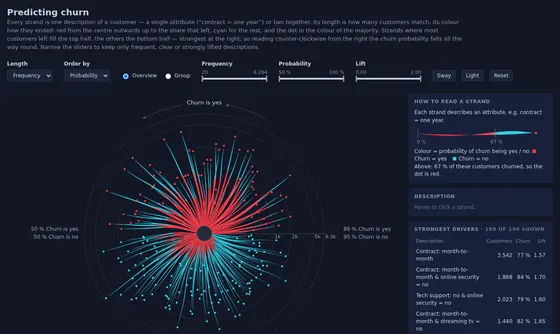 Predicting churn
Every strand is one description of a customer — a single attribute ("contract = one year") or two together. Its length is how many customers match, its colour
how they ended: red from the centre outwards up to the share that left, cyan for the rest, and the dot in the colour of the majority. Strands where most
customers left fill the top half, the others the bottom half — strongest at the right, so reading counter-clockwise from the right the churn probability falls all the
way round. Narrow the sliders to keep only frequent, clear or strongly lifted descriptions.
Length Order by Frequency Probability Lift
20 6.294 50 % 100 % 0.00 2.00
Frequency Probability Overview Group Sway Light Reset
Churn is yes
50 % Churn is yes
50 % Churn is no
1k 2k 5k 6.3k
86 % Churn is yes
95 % Churn is no
HOW TO READ A STRAND
Each strand describes an attribute, e.g. contract
= one year.
0 % 67 %
Colour = probability of churn being yes / no:
Churn = yes Churn = no
Above: 67 % of these customers churned, so the
dot is red.
DESCRIPTION
Hover or click a strand.
STRONGEST DRIVERS · 190 OF 190 SHOWN
Description Customers Churn Lift
Contract: month-to-
month 3.542 77 % 1.57
Contract: month-to-
month & online security
= no 1.868 84 % 1.70
Tech support: no & online
security = no 2.023 79 % 1.60
Contract: month-to-
month & streaming tv =
no 1.440 82 % 1.65